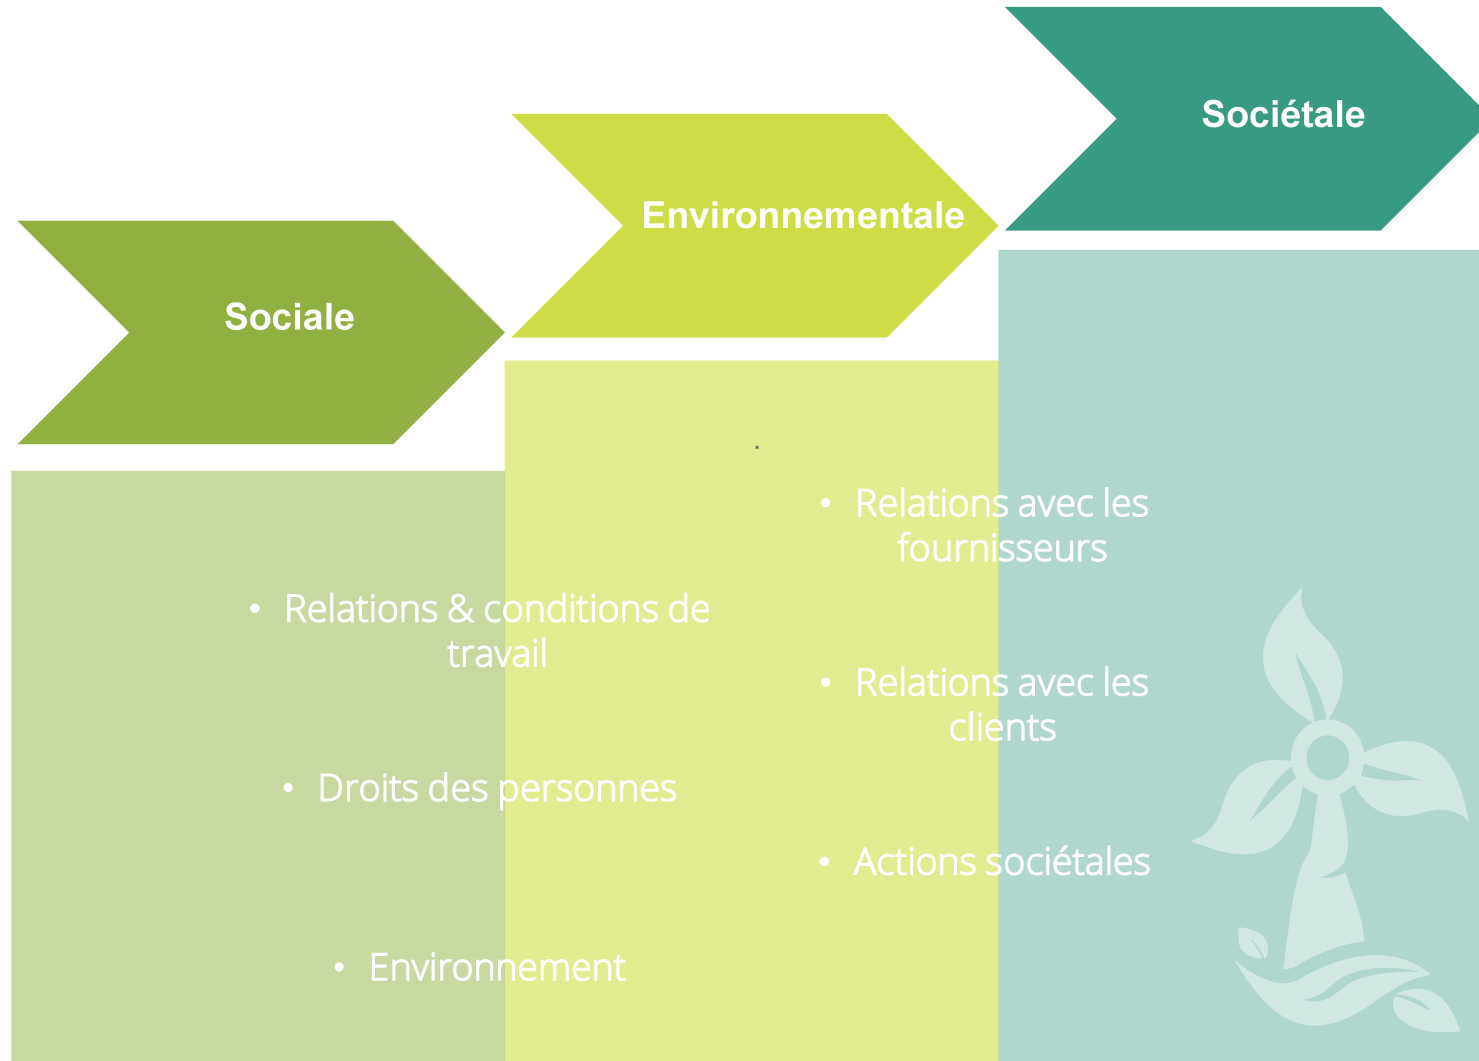 Sociale
Environnementale
Sociétale
.
• Relations & conditions de
travail
• Droits des personnes
• Environnement
• Relations avec les
fournisseurs
• Relations avec les
clients
• Actions sociétales